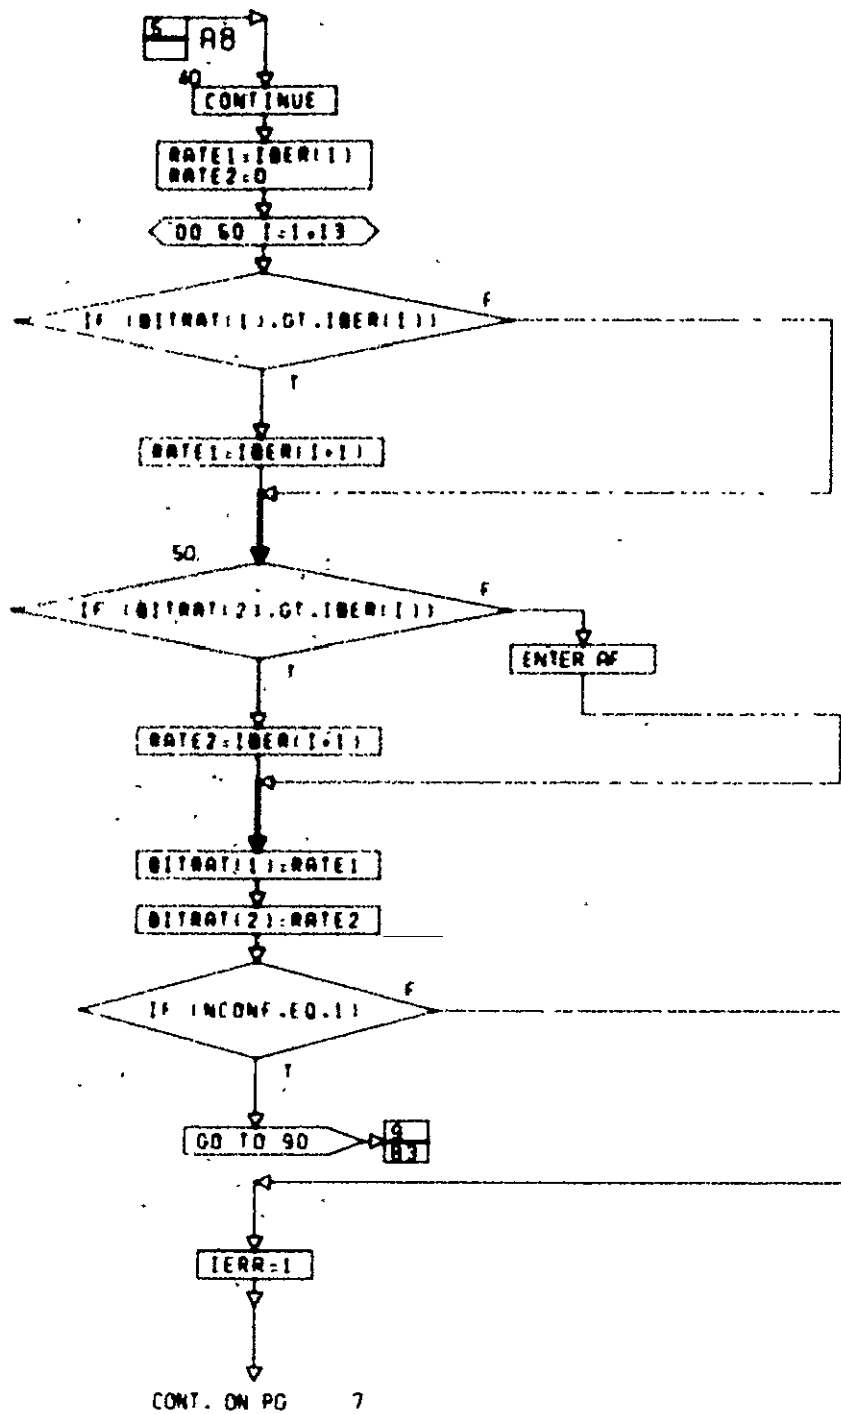 5
A8
40
CONTINUE
RATE1=IBER(1)
RATE2=0
DO 50 I=1,13
IF (BITRAT(1).GT.IBER(I))
F
T
RATE1=IBER(I+1)
50
IF (BITRAT(2).GT.IBER(I))
F
ENTER AF
T
RATE2=IBER(I+1)
BITRAT(1)=RATE1
BITRAT(2)=RATE2
IF (NCONF.EQ.1)
F
T
GO TO 90
9
B3
IERR=1
CONT. ON PG 7